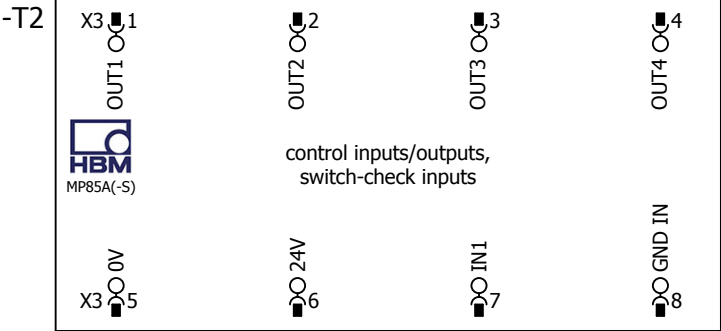 -T2
X3 1 2 3 4
OUT1 OUT2 OUT3 OUT4
HBM
MP85A(-S)
control inputs/outputs,
switch-check inputs
0V 24V IN1 GND IN
X3 5 6 7 8